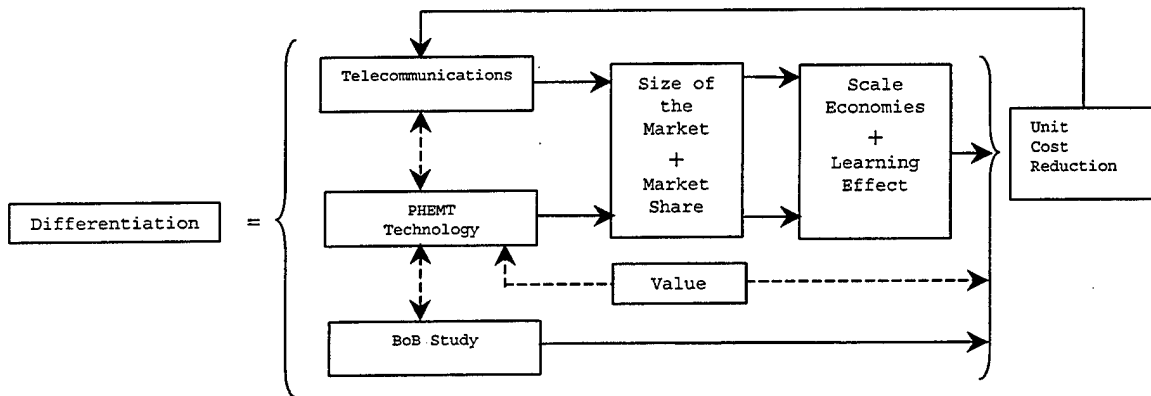 Telecommunications
Size of
the
Market
+
Market
Share
Scale
Economies
+
Learning
Effect
Unit
Cost
Reduction
Differentiation
=
PHEMT
Technology
Value
BoB Study